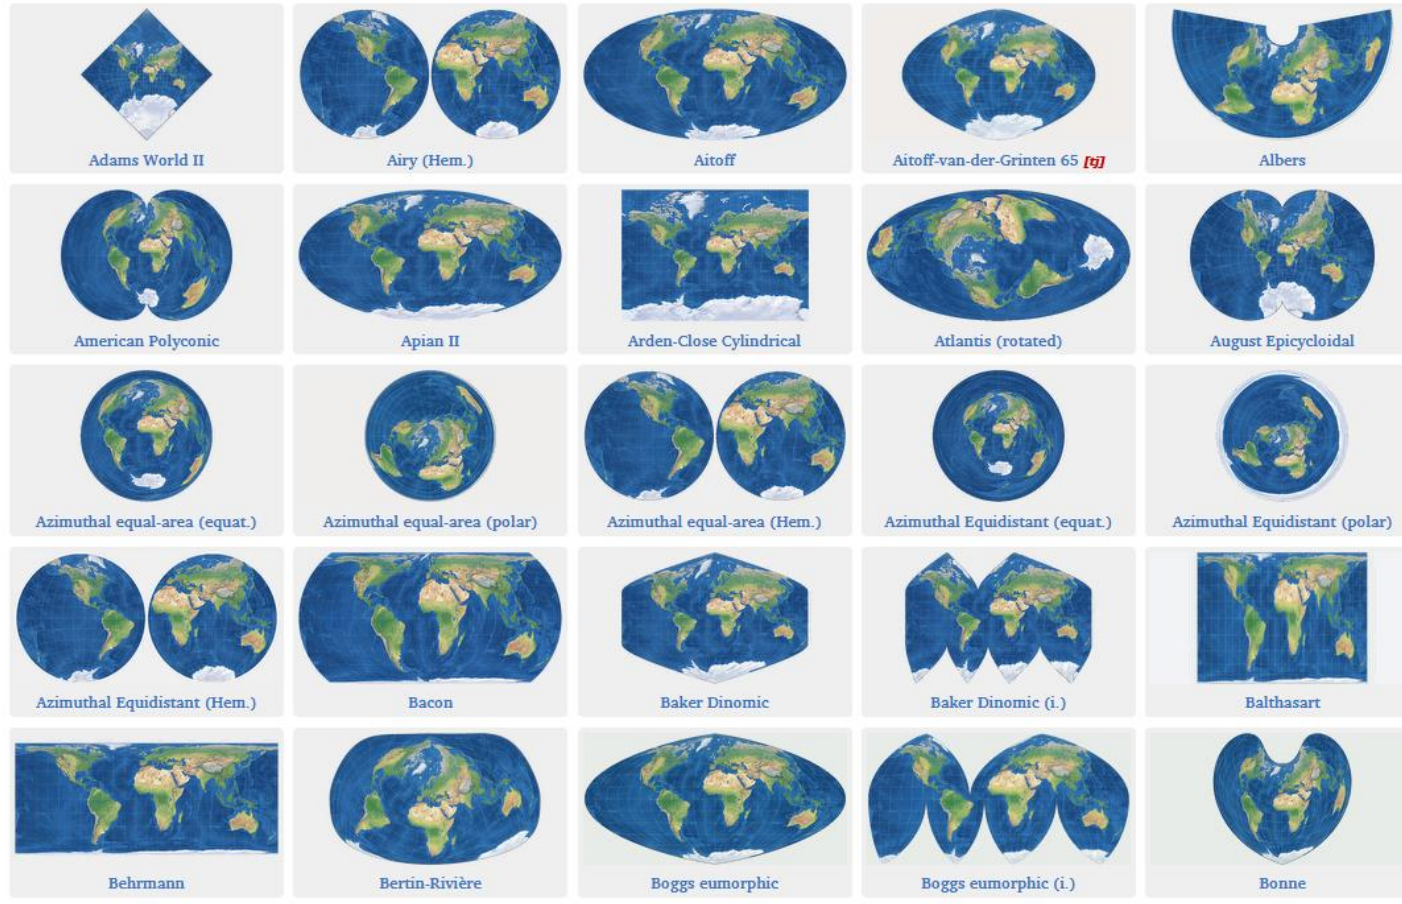 Adams World II
Airy (Hem.)
Aitoff
Aitoff-van-der-Grinten 65 [tj]
Albers
American Polyconic
Apian II
Arden-Close Cylindrical
Atlantis (rotated)
August Epicycloidal
Azimuthal equal-area (equat.)
Azimuthal equal-area (polar)
Azimuthal equal-area (Hem.)
Azimuthal Equidistant (equat.)
Azimuthal Equidistant (polar)
Azimuthal Equidistant (Hem.)
Bacon
Baker Dinomic
Baker Dinomic (i.)
Balthasart
Behrmann
Bertin-Rivière
Boggs eumorphic
Boggs eumorphic (i.)
Bonne